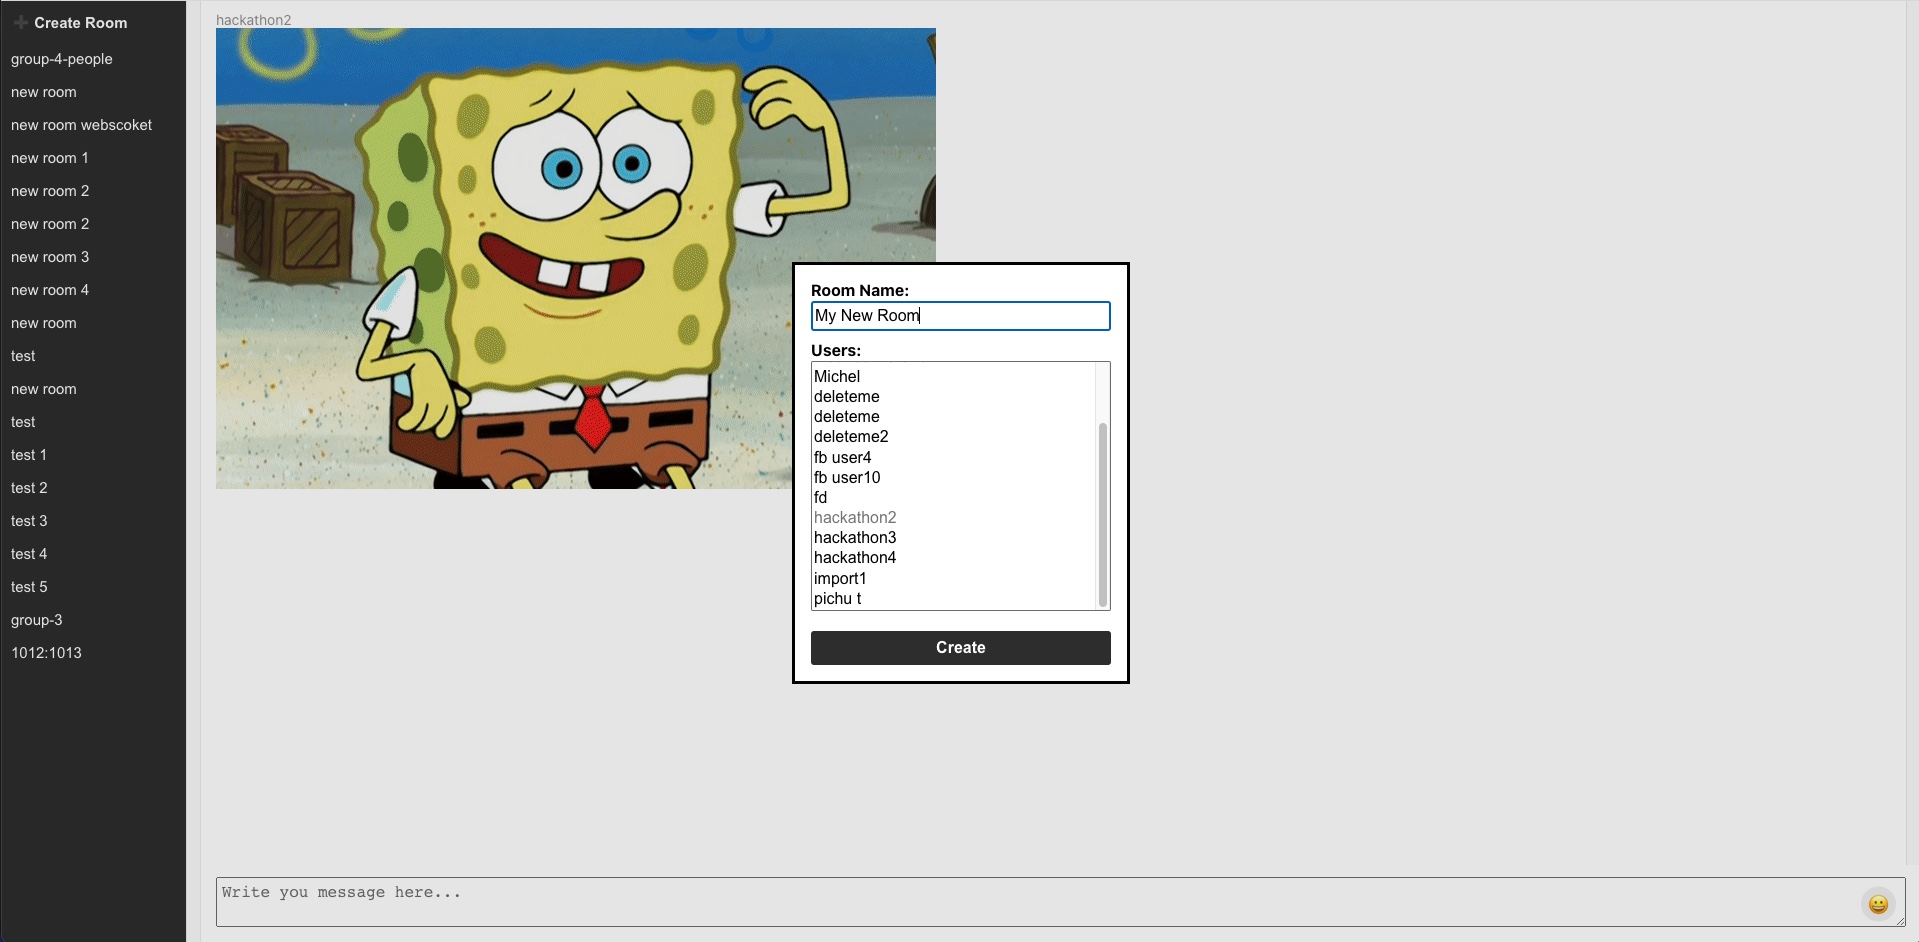 ➕ Create Room
group-4-people
new room
new room webscoket
new room 1
new room 2
new room 2
new room 3
new room 4
new room
test
new room
test
test 1
test 2
test 3
test 4
test 5
group-3
1012:1013
hackathon2
Room Name:
My New Room
Users:
Michel
deleteme
deleteme
deleteme2
fb user4
fb user10
fd
hackathon2
hackathon3
hackathon4
import1
pichu t
Create
Write you message here...